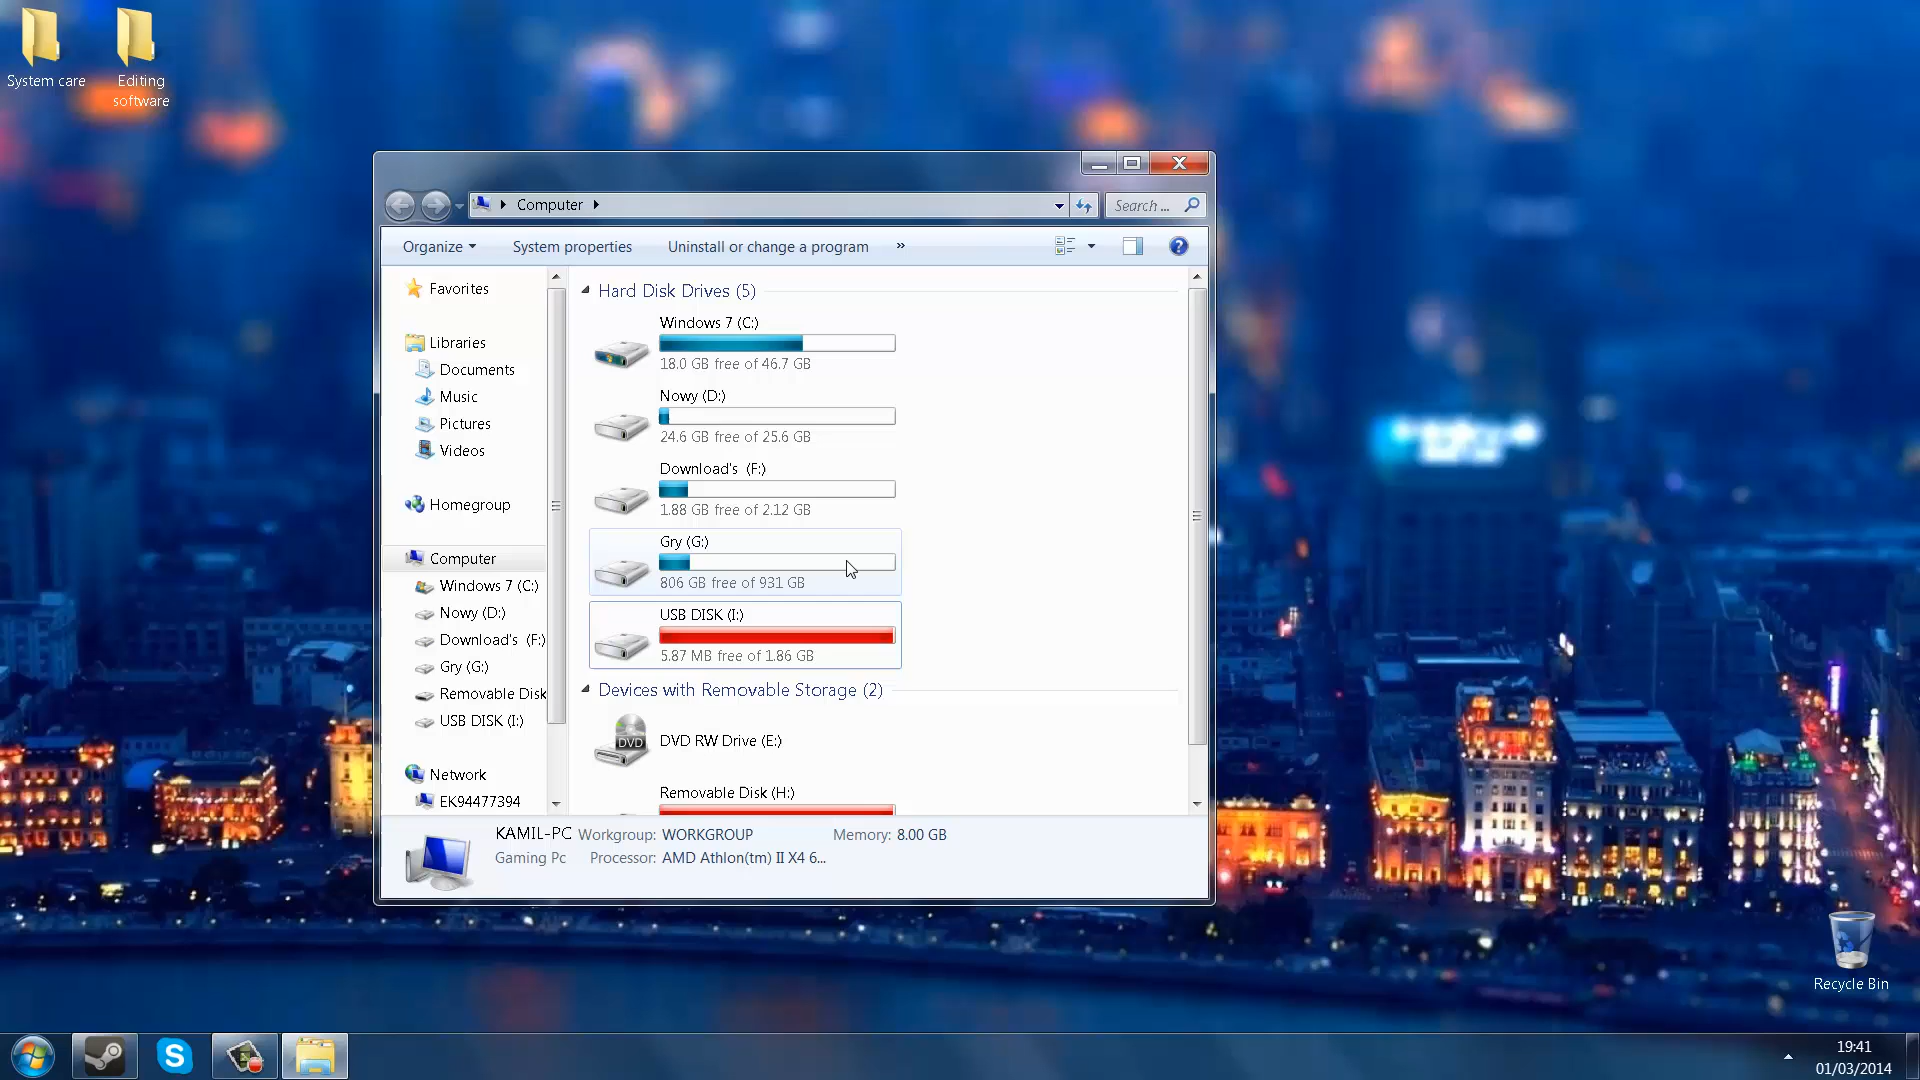 System care
Editing
software
Computer
Search ...
Organize
System properties
Uninstall or change a program
»
Favorites
Libraries
Documents
Music
Pictures
Videos
Homegroup
Computer
Windows 7 (C:)
Nowy (D:)
Download's (F:)
Gry (G:)
Removable Disk
USB DISK (I:)
Network
EK94477394
Hard Disk Drives (5)
Windows 7 (C:)
18.0 GB free of 46.7 GB
Nowy (D:)
24.6 GB free of 25.6 GB
Download's (F:)
1.88 GB free of 2.12 GB
Gry (G:)
806 GB free of 931 GB
USB DISK (I:)
5.87 MB free of 1.86 GB
Devices with Removable Storage (2)
DVD
DVD RW Drive (E:)
Removable Disk (H:)
KAMIL-PC Workgroup: WORKGROUP Memory: 8.00 GB
Gaming Pc Processor: AMD Athlon(tm) II X4 6...
Recycle Bin
19:41
01/03/2014